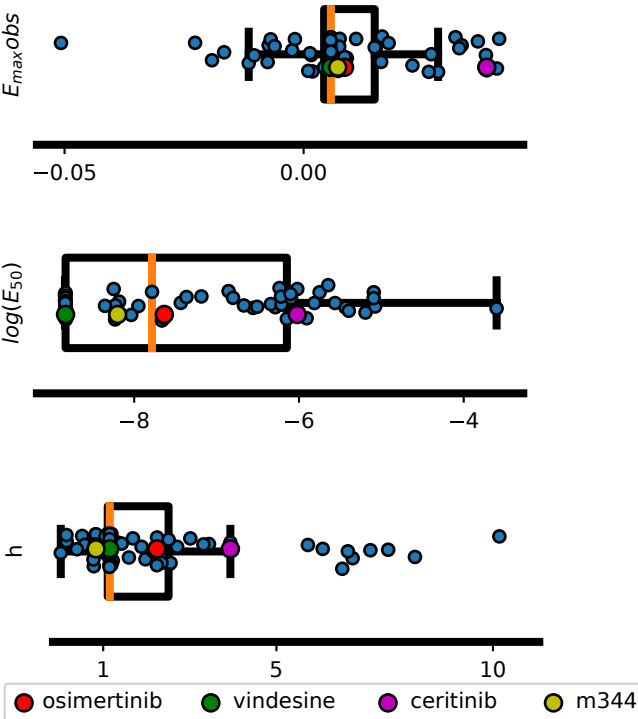 E_max obs
−0.05 0.00
log(E_50)
−8 −6 −4
h
1 5 10
osimertinib vindesine ceritinib m344